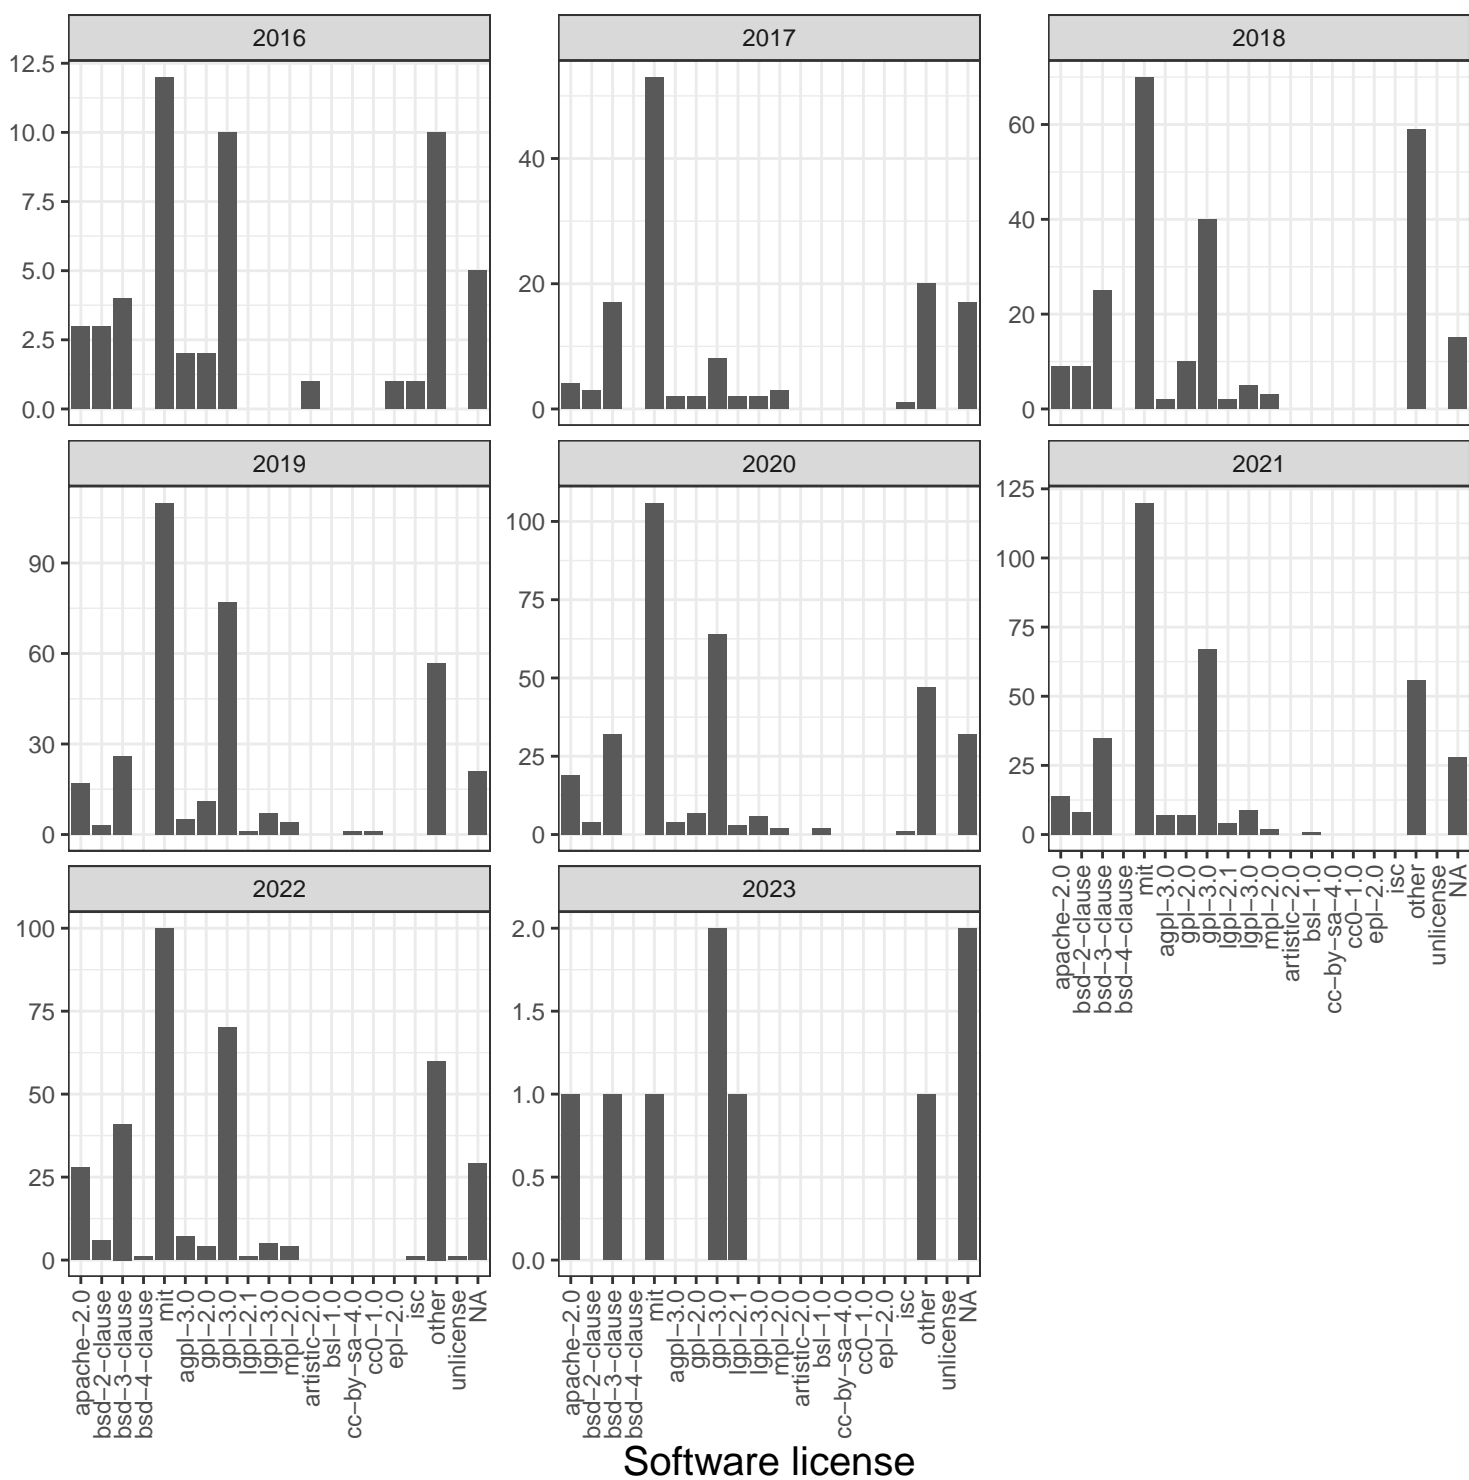 2016
2017
2018
12.5
10.0
7.5
5.0
2.5
0.0
40
20
0
60
40
20
0
2019
2020
2021
90
60
30
0
100
75
50
25
0
125
100
75
50
25
0
apache−2.0
bsd−2−clause
bsd−3−clause
bsd−4−clause
mit
agpl−3.0
gpl−2.0
gpl−3.0
lgpl−2.1
lgpl−3.0
mpl−2.0
artistic−2.0
bsl−1.0
cc−by−sa−4.0
cc0−1.0
epl−2.0
isc
other
unlicense
NA
2022
2023
100
75
50
25
0
2.0
1.5
1.0
0.5
0.0
apache−2.0
bsd−2−clause
bsd−3−clause
bsd−4−clause
mit
agpl−3.0
gpl−2.0
gpl−3.0
lgpl−2.1
lgpl−3.0
mpl−2.0
artistic−2.0
bsl−1.0
cc−by−sa−4.0
cc0−1.0
epl−2.0
isc
other
unlicense
NA
apache−2.0
bsd−2−clause
bsd−3−clause
bsd−4−clause
mit
agpl−3.0
gpl−2.0
gpl−3.0
lgpl−2.1
lgpl−3.0
mpl−2.0
artistic−2.0
bsl−1.0
cc−by−sa−4.0
cc0−1.0
epl−2.0
isc
other
unlicense
NA
Software license